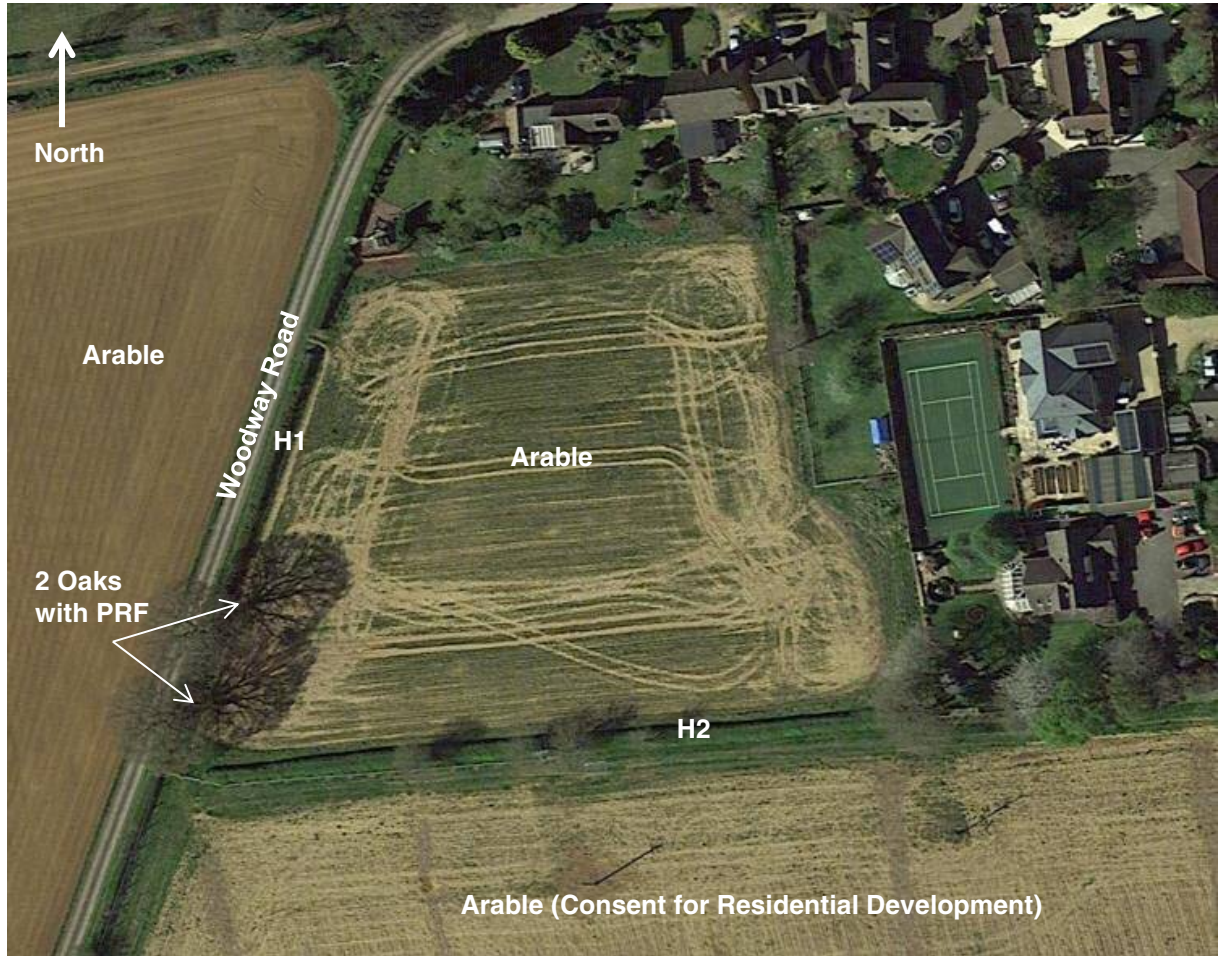 North
Arable
Woodway Road
H1
Arable
2 Oaks
with PRF
H2
Arable (Consent for Residential Development)